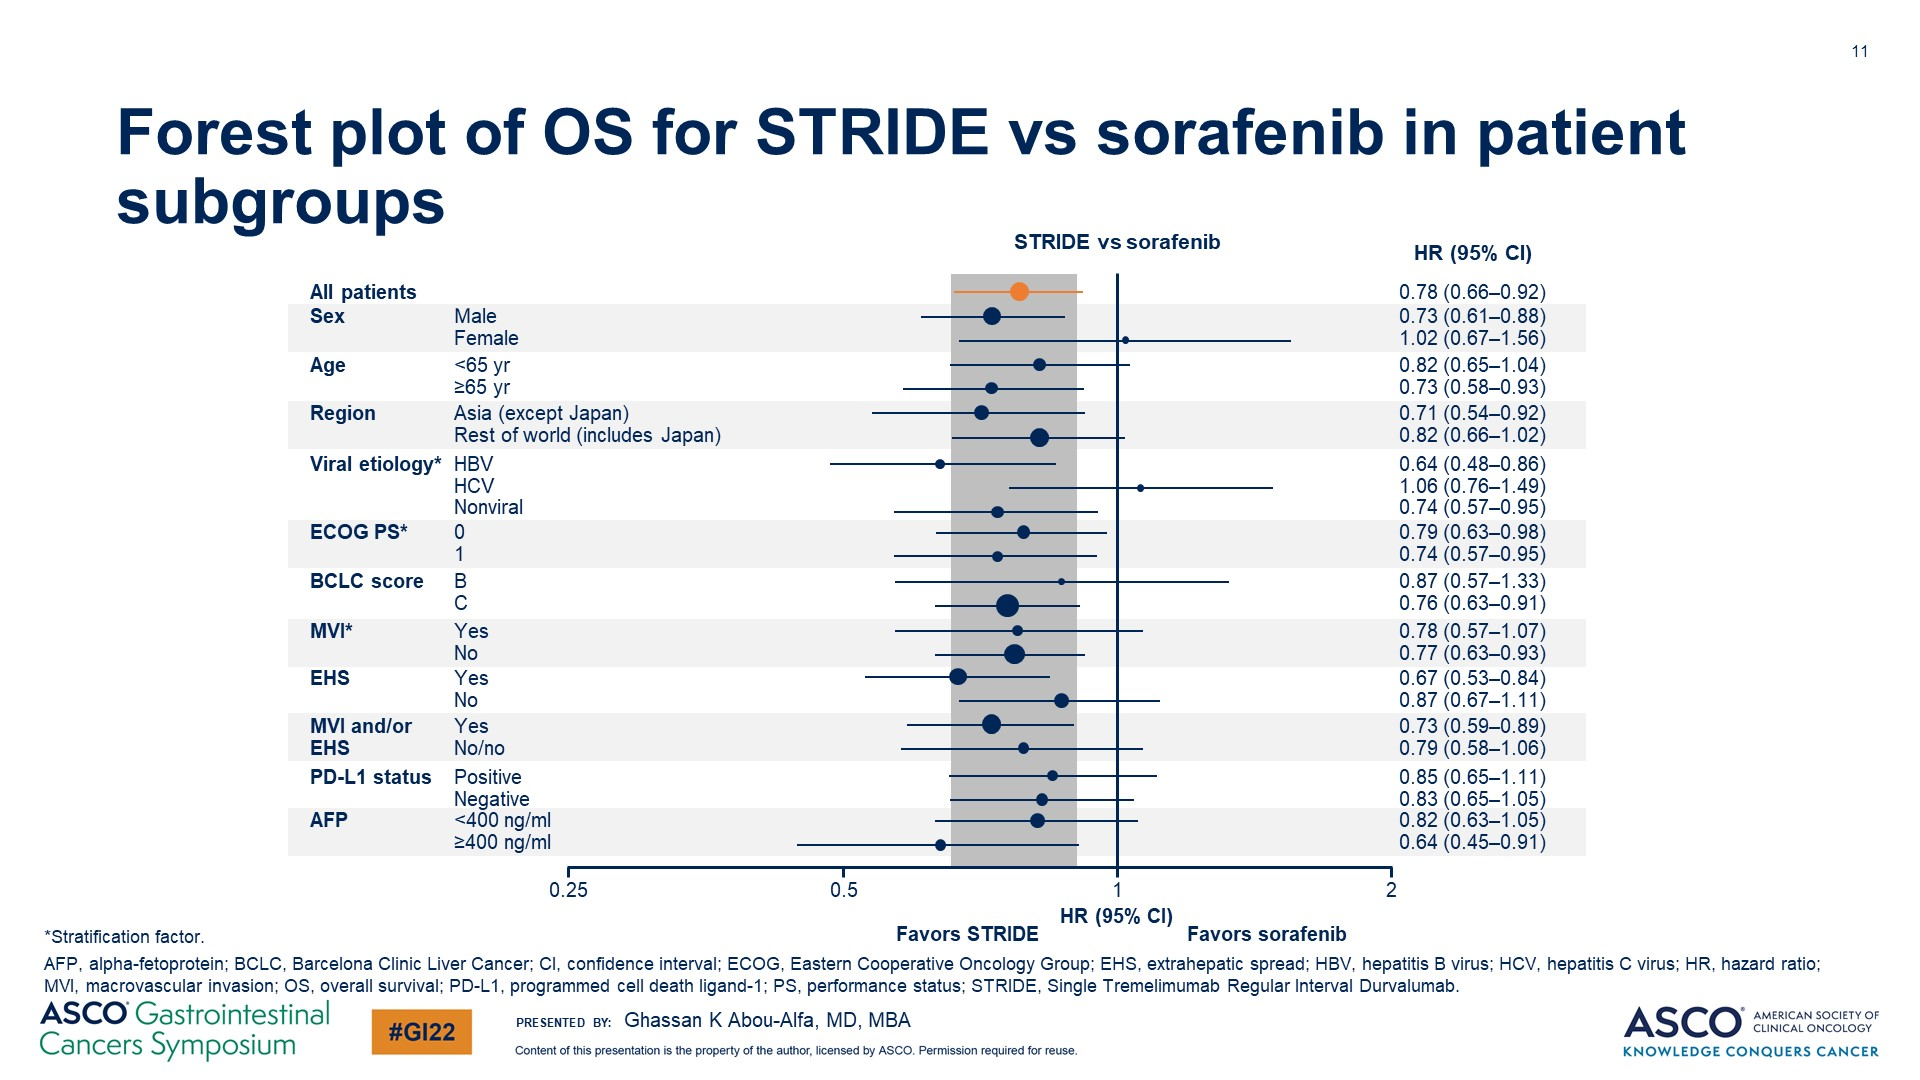 11
Forest plot of OS for STRIDE vs sorafenib in patient
subgroups
STRIDE vs sorafenib
HR (95% CI)
All patients 0.78 (0.66–0.92)
Sex Male 0.73 (0.61–0.88)
Female 1.02 (0.67–1.56)
Age <65 yr 0.82 (0.65–1.04)
≥65 yr 0.73 (0.58–0.93)
Region Asia (except Japan) 0.71 (0.54–0.92)
Rest of world (includes Japan) 0.82 (0.66–1.02)
Viral etiology* HBV 0.64 (0.48–0.86)
HCV 1.06 (0.76–1.49)
Nonviral 0.74 (0.57–0.95)
ECOG PS* 0 0.79 (0.63–0.98)
1 0.74 (0.57–0.95)
BCLC score B 0.87 (0.57–1.33)
C 0.76 (0.63–0.91)
MVI* Yes 0.78 (0.57–1.07)
No 0.77 (0.63–0.93)
EHS Yes 0.67 (0.53–0.84)
No 0.87 (0.67–1.11)
MVI and/or Yes 0.73 (0.59–0.89)
EHS No/no 0.79 (0.58–1.06)
PD-L1 status Positive 0.85 (0.65–1.11)
Negative 0.83 (0.65–1.05)
AFP <400 ng/ml 0.82 (0.63–1.05)
≥400 ng/ml 0.64 (0.45–0.91)
0.25 0.5 1 2
HR (95% CI)
Favors STRIDE Favors sorafenib
*Stratification factor.
AFP, alpha-fetoprotein; BCLC, Barcelona Clinic Liver Cancer; CI, confidence interval; ECOG, Eastern Cooperative Oncology Group; EHS, extrahepatic spread; HBV, hepatitis B virus; HCV, hepatitis C virus; HR, hazard ratio;
MVI, macrovascular invasion; OS, overall survival; PD-L1, programmed cell death ligand-1; PS, performance status; STRIDE, Single Tremelimumab Regular Interval Durvalumab.
ASCO® Gastrointestinal
Cancers Symposium
#GI22
PRESENTED BY: Ghassan K Abou-Alfa, MD, MBA
Content of this presentation is the property of the author, licensed by ASCO. Permission required for reuse.
ASCO® AMERICAN SOCIETY OF
CLINICAL ONCOLOGY
KNOWLEDGE CONQUERS CANCER